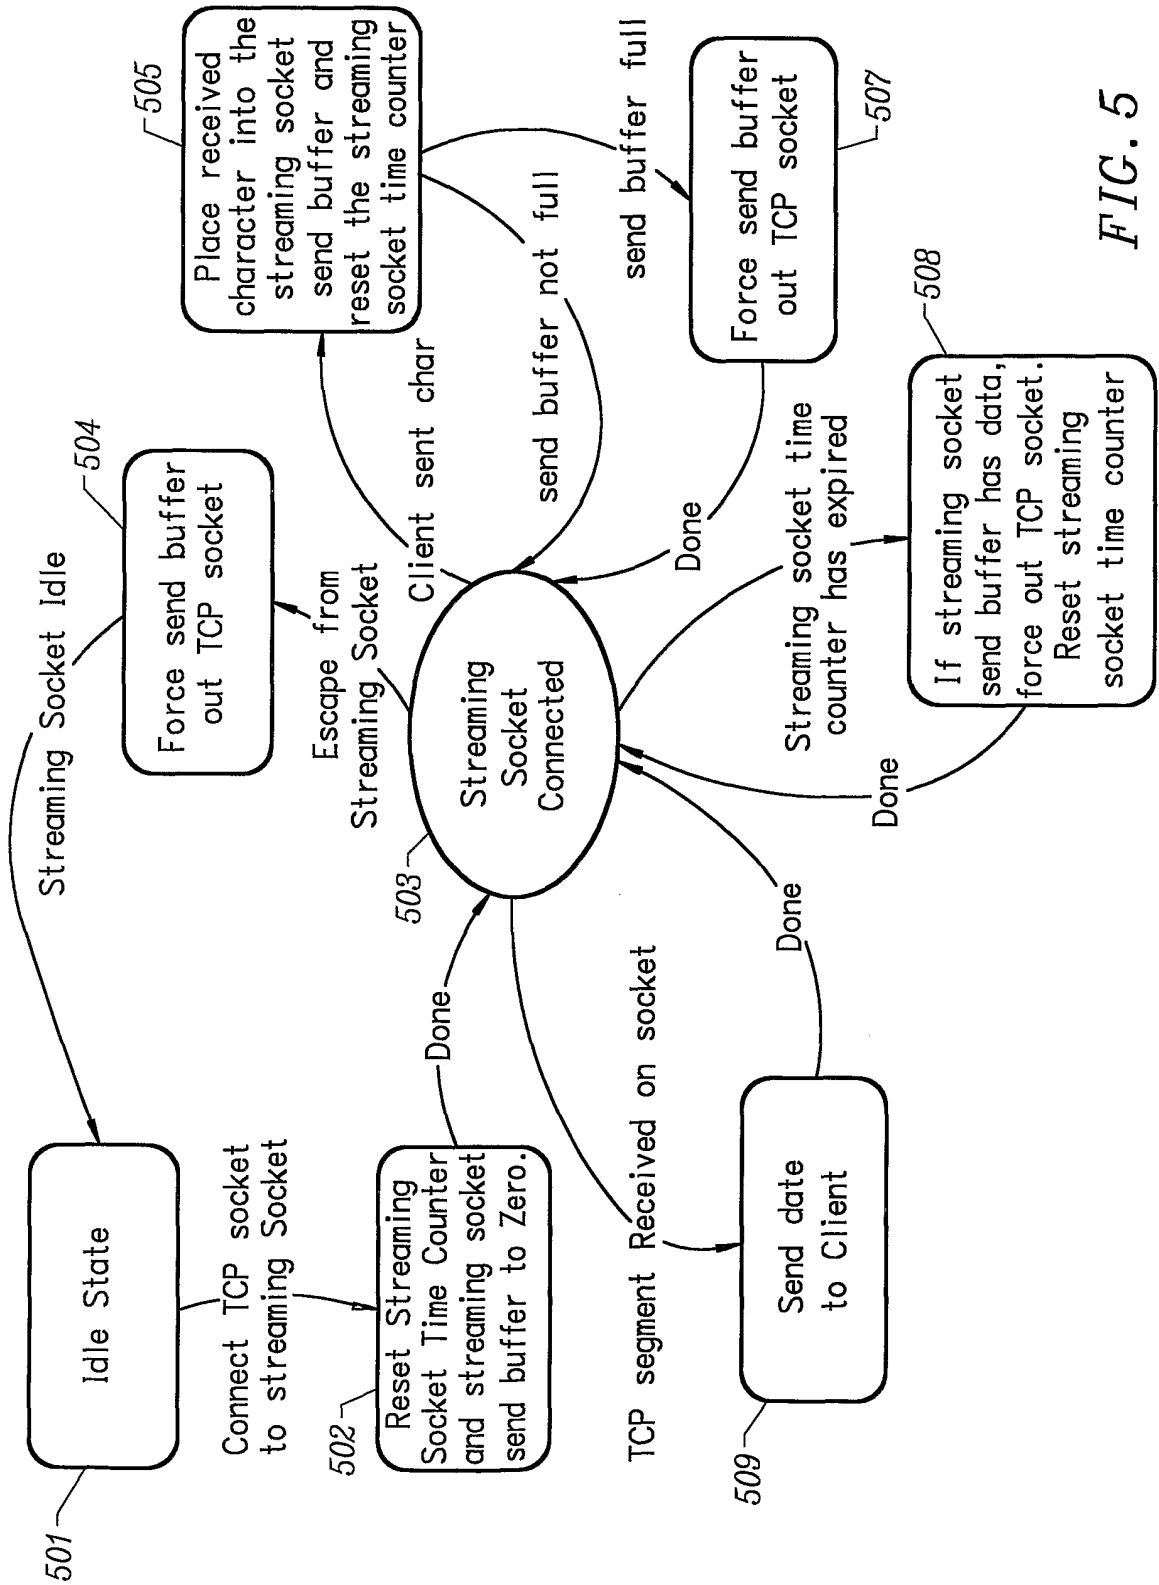 501
Idle State
Streaming Socket Idle
504
Force send buffer
out TCP socket
505
Place received
character into the
streaming socket
send buffer and
reset the streaming
socket time counter
Connect TCP socket
to streaming Socket
Escape from
Streaming Socket
Client sent char
send buffer not full
send buffer full
502
Reset Streaming
Socket Time Counter
and streaming socket
send buffer to Zero.
Done
503
Streaming
Socket
Connected
507
Force send buffer
out TCP socket
Done
TCP segment Received on socket
Streaming socket time
counter has expired
509
Send date
to Client
Done
Done
508
If streaming socket
send buffer has data,
force out TCP socket.
Reset streaming
socket time counter
FIG. 5